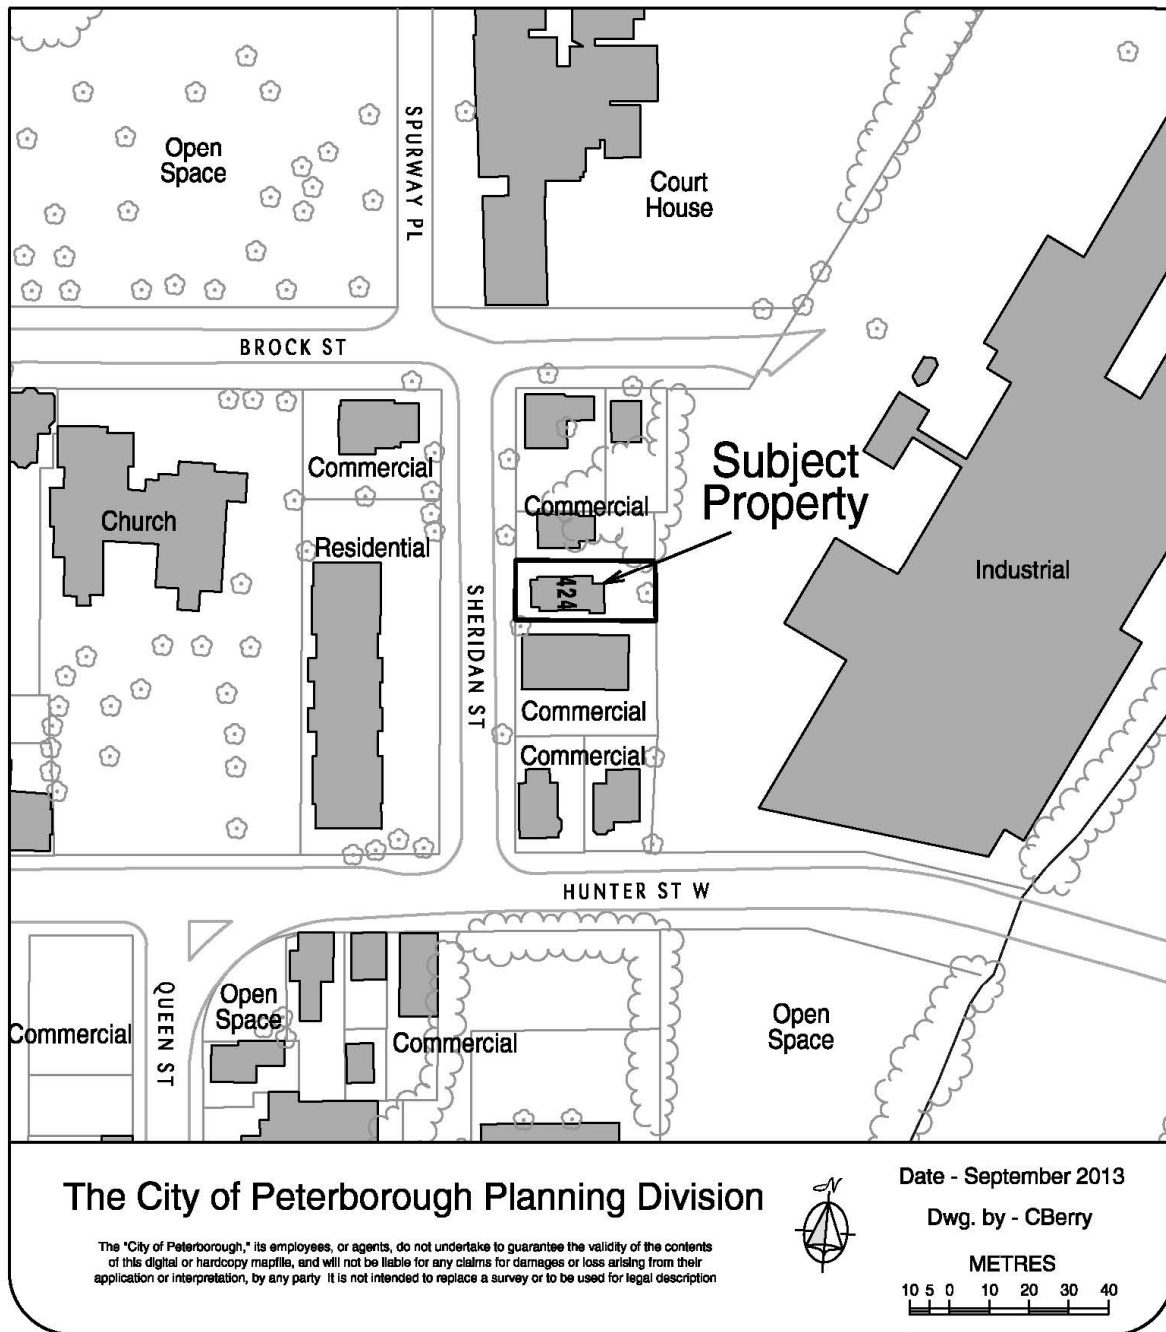 Open
Space
SPURWAY PL
Court
House
BROCK ST
Commercial
Subject
Property
Church
Commercial
Residential
Industrial
424
SHERIDAN ST
Commercial
Commercial
HUNTER ST W
QUEEN ST
Open
Space
Commercial
Commercial
Open
Space
The City of Peterborough Planning Division
The "City of Peterborough," its employees, or agents, do not undertake to guarantee the validity of the contents
of this digital or hardcopy mapfile, and will not be liable for any claims for damages or loss arising from their
application or interpretation, by any party It is not intended to replace a survey or to be used for legal description
N
Date - September 2013
Dwg. by - CBerry
METRES
10 5 0 10 20 30 40